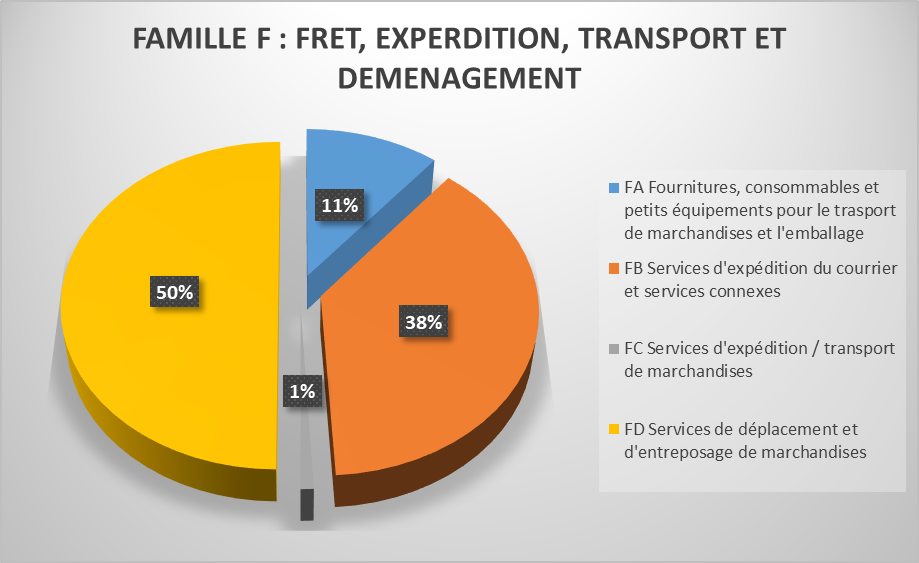 FAMILLE F : FRET, EXPERDITION, TRANSPORT ET
DEMENAGEMENT
11%
38%
1%
50%
FA Fournitures, consommables et
petits équipements pour le trasport
de marchandises et l'emballage
FB Services d'expédition du courrier
et services connexes
FC Services d'expédition / transport
de marchandises
FD Services de déplacement et
d'entreposage de marchandises